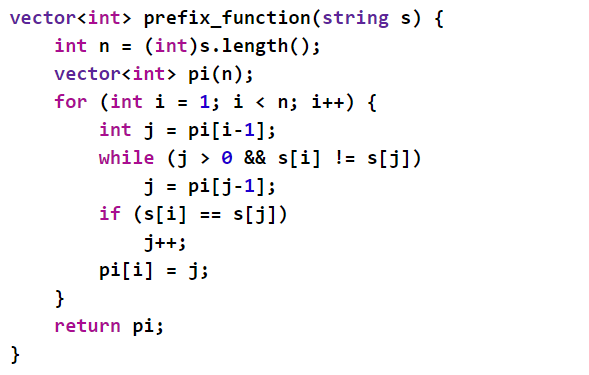 vector<int> prefix_function(string s) {
    int n = (int)s.length();
    vector<int> pi(n);
    for (int i = 1; i < n; i++) {
        int j = pi[i-1];
        while (j > 0 && s[i] != s[j])
            j = pi[j-1];
        if (s[i] == s[j])
            j++;
        pi[i] = j;
    }
    return pi;
}